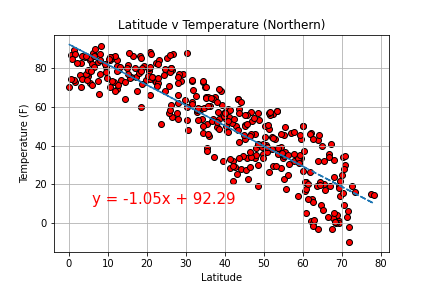 Latitude v Temperature (Northern)
Temperature (F)
80
60
40
20
0
y = -1.05x + 92.29
0 10 20 30 40 50 60 70 80
Latitude